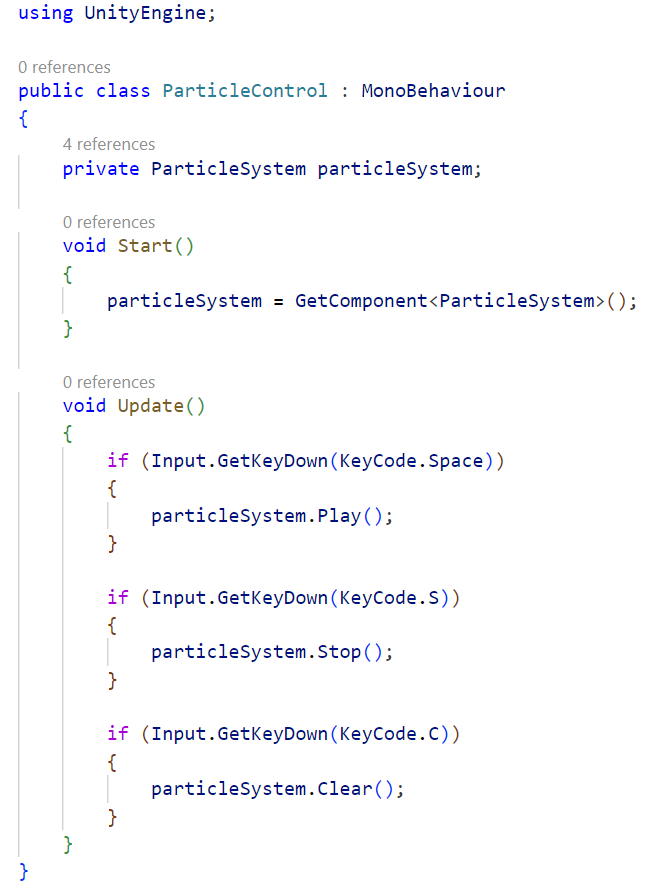 using UnityEngine;
0 references
public class ParticleControl : MonoBehaviour
{
4 references
private ParticleSystem particleSystem;
0 references
void Start()
{
particleSystem = GetComponent<ParticleSystem>();
}
0 references
void Update()
{
if (Input.GetKeyDown(KeyCode.Space))
{
particleSystem.Play();
}
if (Input.GetKeyDown(KeyCode.S))
{
particleSystem.Stop();
}
if (Input.GetKeyDown(KeyCode.C))
{
particleSystem.Clear();
}
}
}